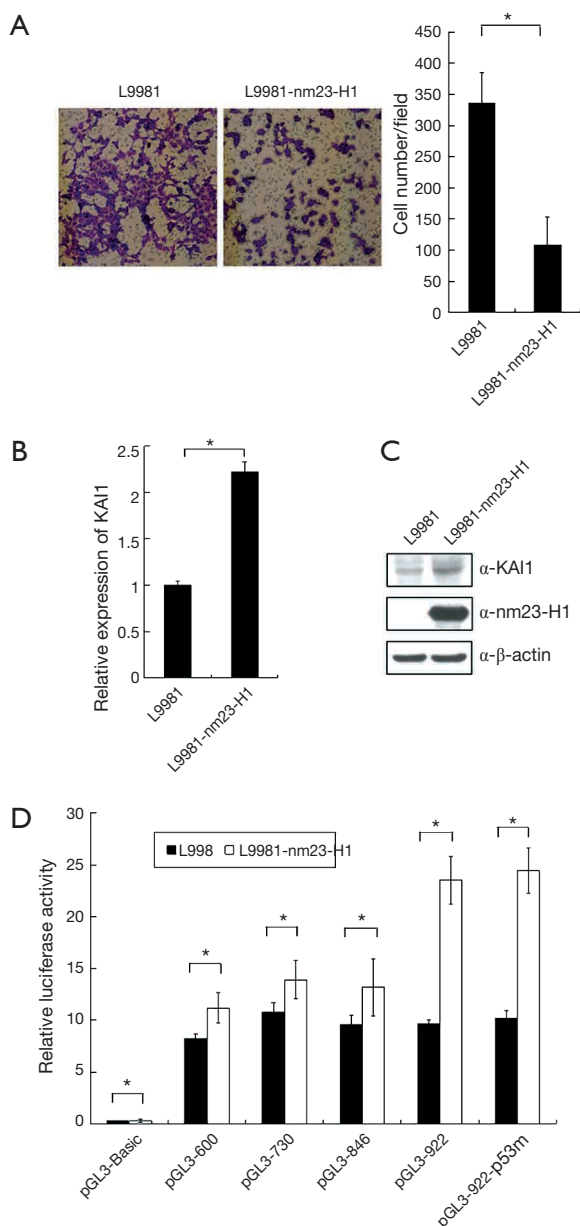 A
L9981
L9981-nm23-H1
*
Cell number/field
400
350
300
250
200
150
100
50
0
L9981
L9981-nm23-H1
B
*
Relative expression of KAI1
2.5
2
1.5
1
0.5
0
L9981
L9981-nm23-H1
C
L9981
L9981-nm23-H1
α-KAI1
α-nm23-H1
α-β-actin
D
L998 L9981-nm23-H1
Relative luciferase activity
30
25
20
15
10
5
0
*
*
*
*
*
*
pGL3-Basic
pGL3-600
pGL3-730
pGL3-846
pGL3-922
pGL3-922-p53m